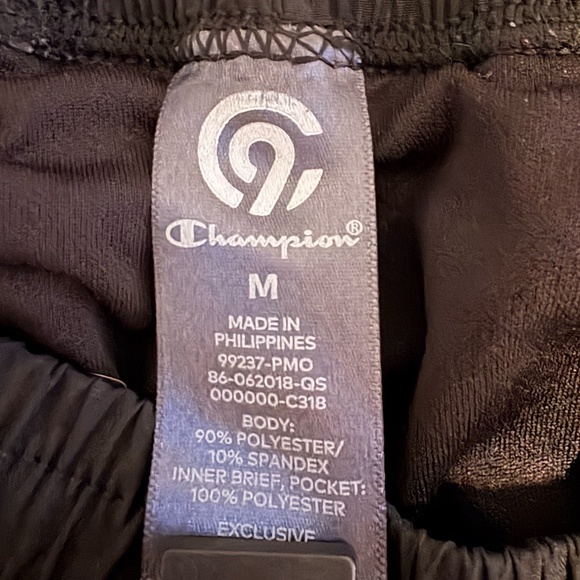 C9
Champion®
M
MADE IN
PHILIPPINES
99237-PMO
86-062018-QS
000000-C318
BODY:
90% POLYESTER/
10% SPANDEX
INNER BRIEF, POCKET:
100% POLYESTER
EXCLUSIVE